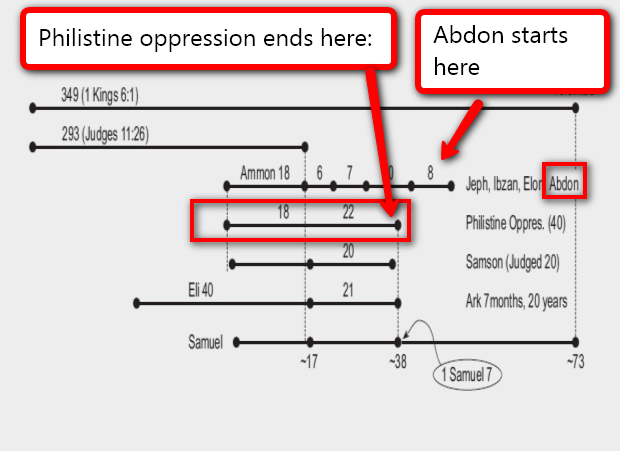 Philistine oppression ends here:
Abdon starts
here
349 (1 Kings 6:1)
293 (Judges 11:26)
Ammon 18 6 7 8 Jeph, Ibzan, Elon Abdon
18 22 Philistine Oppres. (40)
20 Samson (Judged 20)
Eli 40 21 Ark 7months, 20 years
Samuel
~17 ~38 ~73
1 Samuel 7